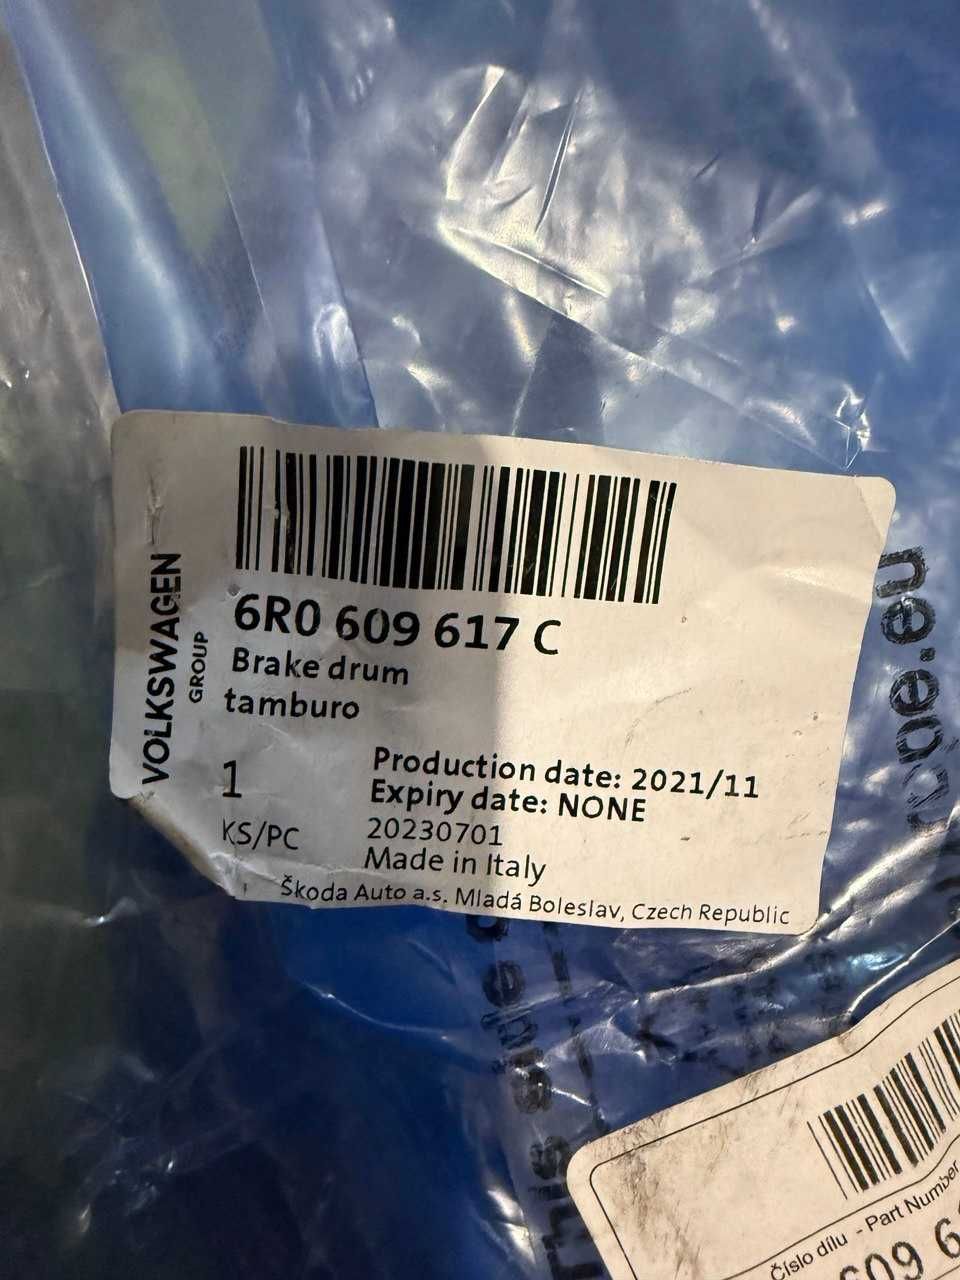 VOLKSWAGEN
GROUP
6R0 609 617 C
Brake drum
tamburo
1
KS/PC
Production date: 2021/11
Expiry date: NONE
20230701
Made in Italy
Škoda Auto a.s. Mladá Boleslav, Czech Republic
Číslo dílu - Part Number
609 6